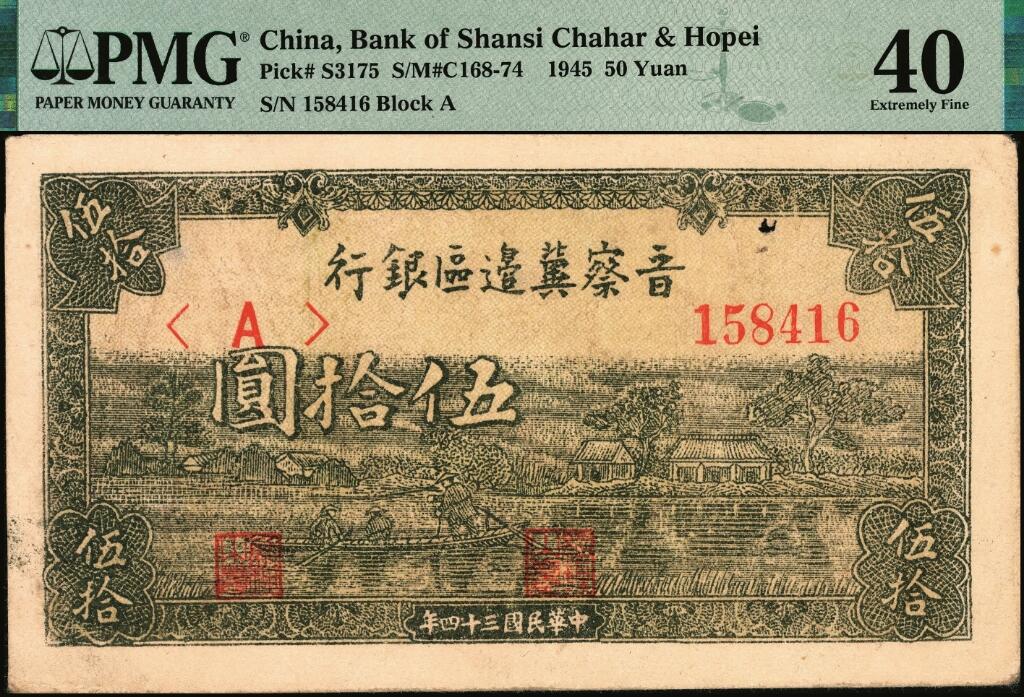 PMG®
PAPER MONEY GUARANTY
China, Bank of Shansi Chahar & Hopei
Pick# S3175 S/M#C168-74 1945 50 Yuan
S/N 158416 Block A
40
Extremely Fine
伍拾
伍拾
晉察冀邊區銀行
< A >
158416
伍拾圓
伍拾
伍拾
中華民國三十四年